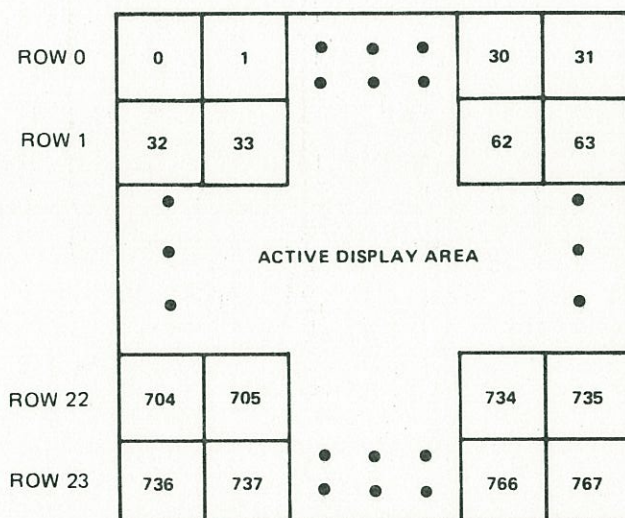 ROW 0 0 1 30 31
ROW 1 32 33 62 63
ACTIVE DISPLAY AREA
ROW 22 704 705 734 735
ROW 23 736 737 766 767